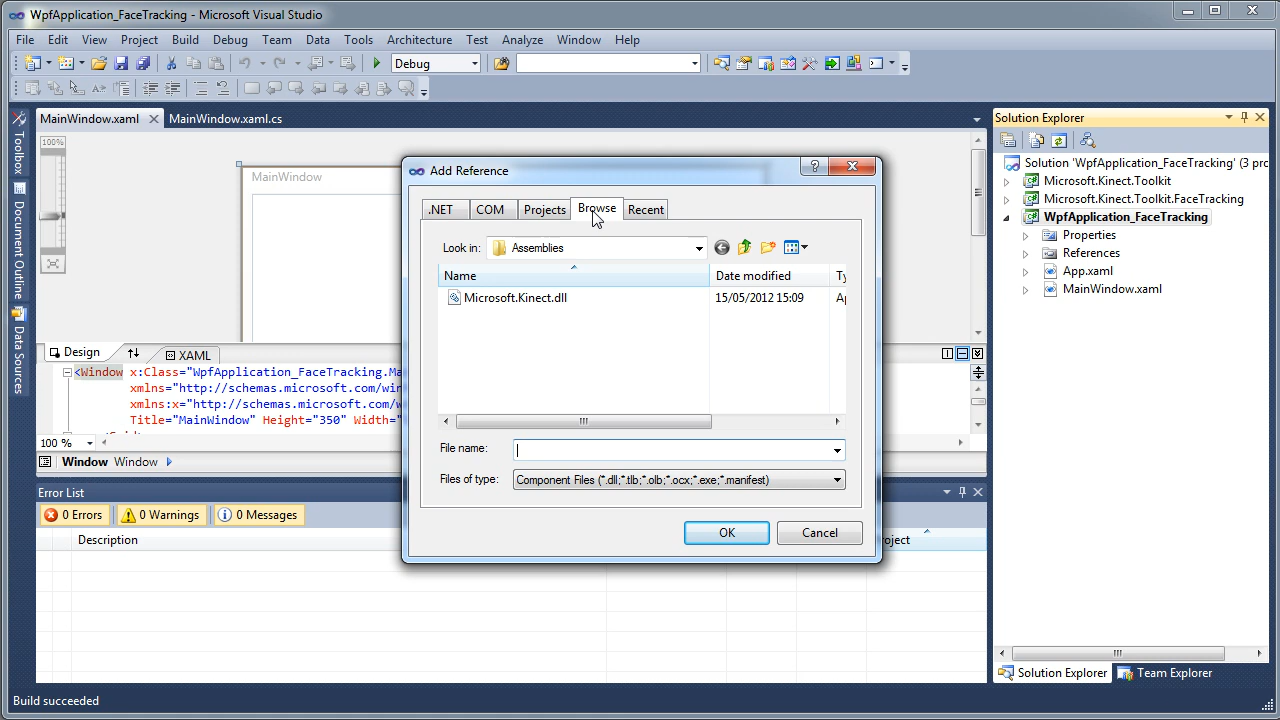 WpfApplication_FaceTracking - Microsoft Visual Studio
File Edit View Project Build Debug Team Data Tools Architecture Test Analyze Window Help
Debug
MainWindow.xaml MainWindow.xaml.cs
Toolbox
Document Outline
Data Sources
100%
MainWindow
Design XAML
<Window x:Class="WpfApplication_FaceTracking.Ma
xmlns="http://schemas.microsoft.com/win
xmlns:x="http://schemas.microsoft.com/w
Title="MainWindow" Height="350" Width="
100 %
Window Window
Error List
0 Errors 0 Warnings 0 Messages
Description
Add Reference
.NET COM Projects Browse Recent
Look in: Assemblies
Name Date modified Ty
Microsoft.Kinect.dll 15/05/2012 15:09 Ap
File name:
Files of type: Component Files (*.dll;*.tlb;*.olb;*.ocx;*.exe;*.manifest)
OK Cancel
oject
Solution Explorer
Solution 'WpfApplication_FaceTracking' (3 prc
Microsoft.Kinect.Toolkit
Microsoft.Kinect.Toolkit.FaceTracking
WpfApplication_FaceTracking
Properties
References
App.xaml
MainWindow.xaml
Solution Explorer Team Explorer
Build succeeded